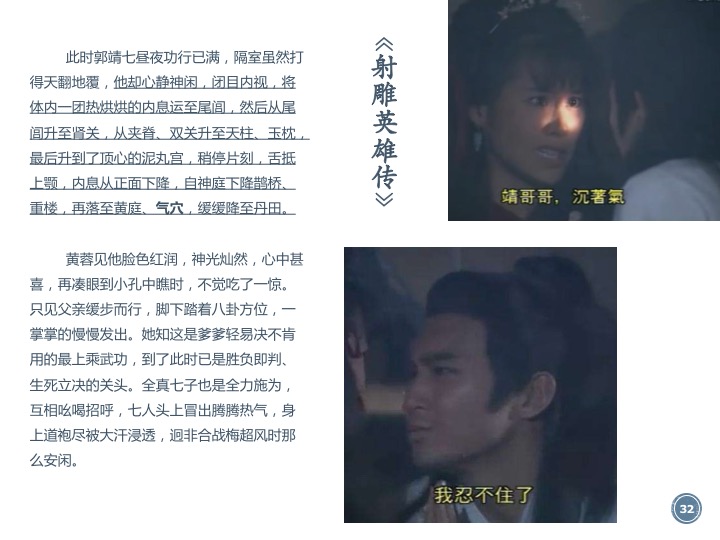 此时郭靖七昼夜功行已满，隔室虽然打
得天翻地覆，他却心静神闲，闭目内视，将
体内一团热烘烘的内息运至尾闾，然后从尾
闾升至肾关，从夹脊、双关升至天柱、玉枕，
最后升到了顶心的泥丸宫，稍停片刻，舌抵
上颚，内息从正面下降，自神庭下降鹊桥、
重楼，再落至黄庭、气穴，缓缓降至丹田。
黄蓉见他脸色红润，神光灿然，心中甚
喜，再凑眼到小孔中瞧时，不觉吃了一惊。
只见父亲缓步而行，脚下踏着八卦方位，一
掌掌的慢慢发出。她知这是爹爹轻易决不肯
用的最上乘武功，到了此时已是胜负即判、
生死立决的关头。全真七子也是全力施为，
互相吆喝招呼，七人头上冒出腾腾热气，身
上道袍尽被大汗浸透，迥非合战梅超风时那
么安闲。
《射雕英雄传》
靖哥哥，沉著氣
我忍不住了
32